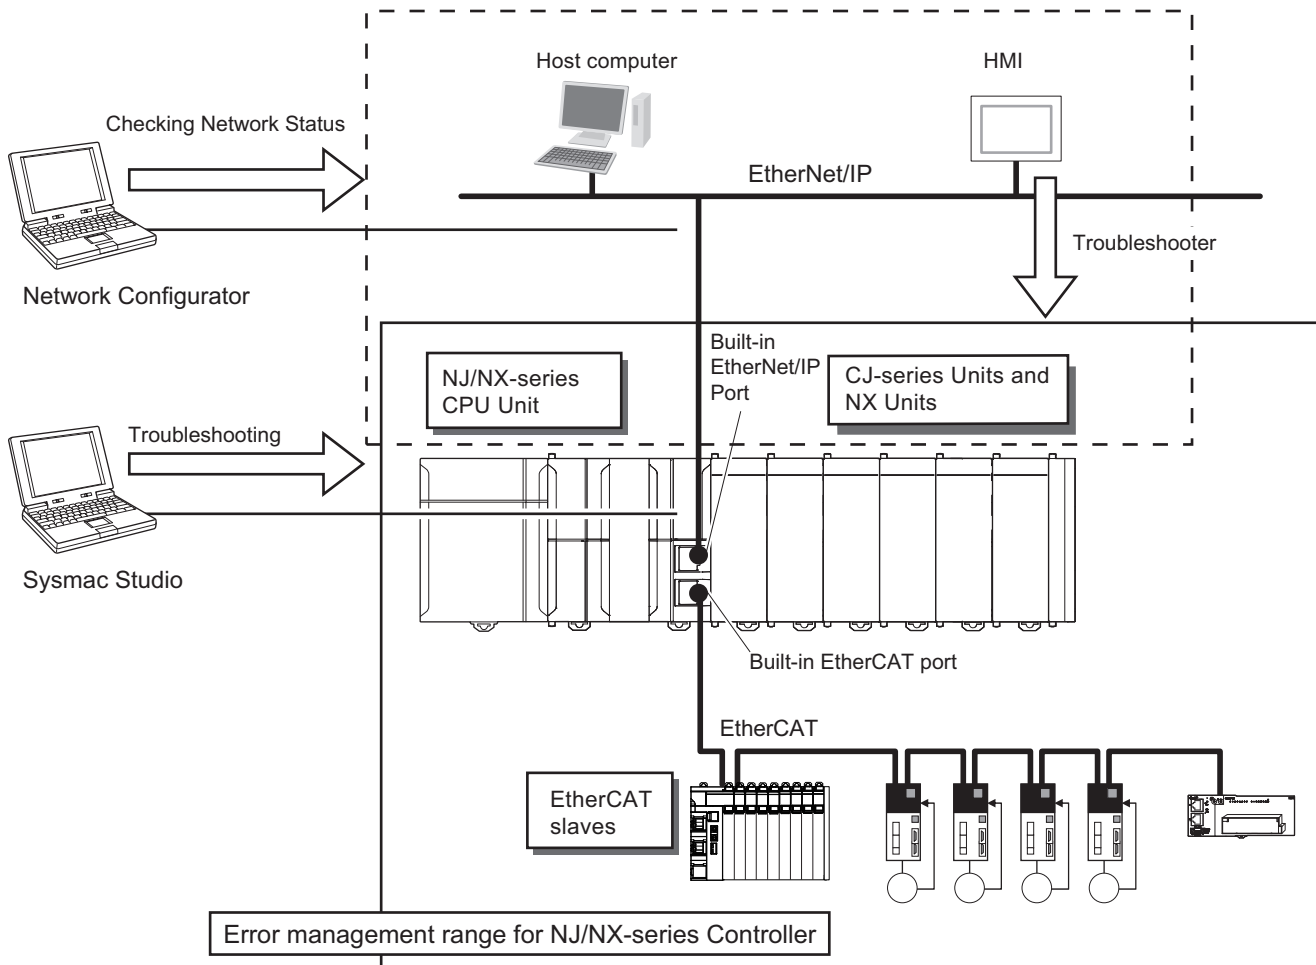 Host computer
HMI
Checking Network Status
EtherNet/IP
Troubleshooter
Network Configurator
Built-in
EtherNet/IP
Port
NJ/NX-series
CPU Unit
CJ-series Units and
NX Units
Troubleshooting
Sysmac Studio
Built-in EtherCAT port
EtherCAT
EtherCAT
slaves
Error management range for NJ/NX-series Controller